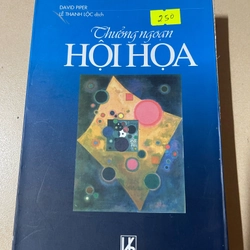 DAVID PIPER
LÊ THANH LỘC dịch
250
Thưởng ngoạn
HỘI HỌA